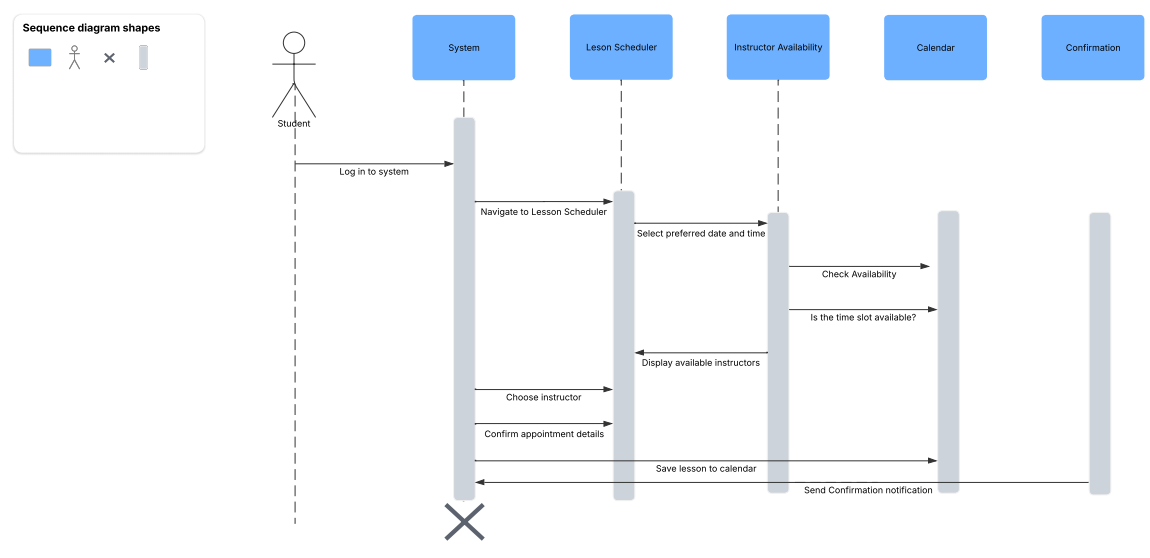 Sequence diagram shapes
Student
System
Leson Scheduler
Instructor Availability
Calendar
Confirmation
Log in to system
Navigate to Lesson Scheduler
Select preferred date and time
Check Availability
Is the time slot available?
Display available instructors
Choose instructor
Confirm appointment details
Save lesson to calendar
Send Confirmation notification